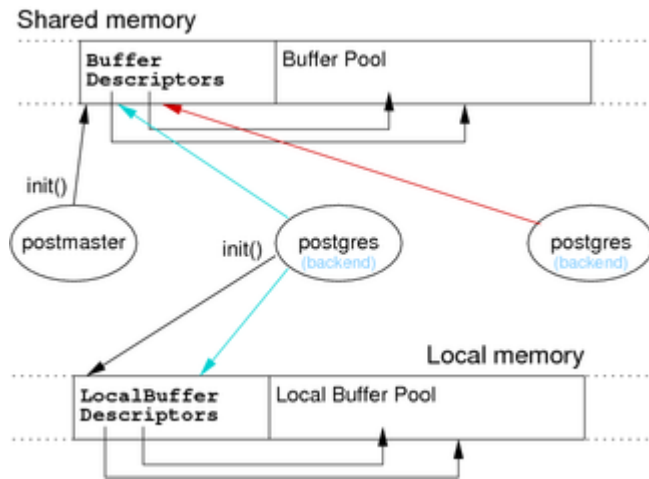 Shared memory
Buffer
Descriptors
Buffer Pool
init()
postmaster
init()
postgres
(backend)
postgres
(backend)
Local memory
LocalBuffer
Descriptors
Local Buffer Pool